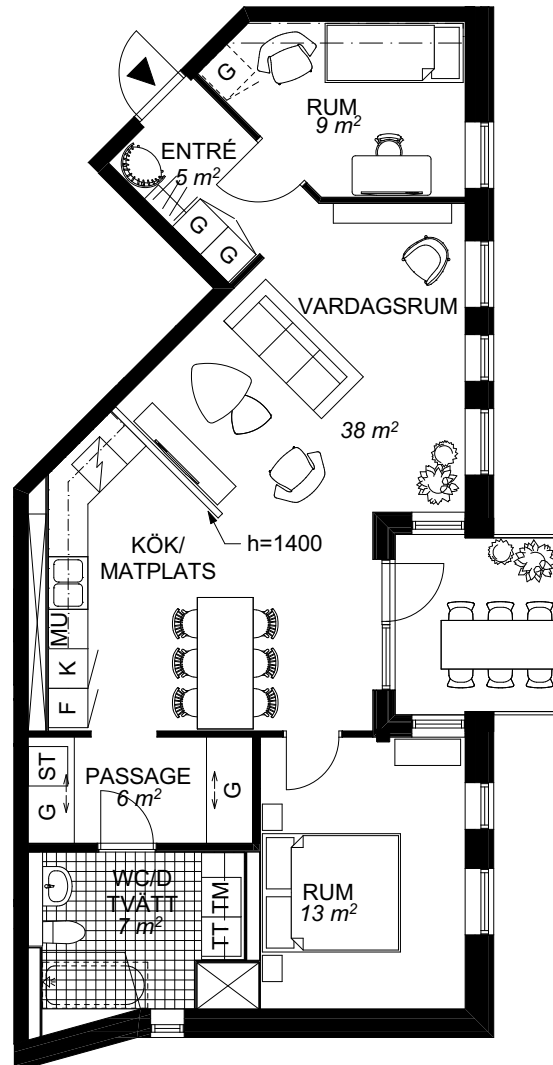 G
RUM
9 m²
ENTRÉ
5 m²
G
G
VARDAGSRUM
38 m²
h=1400
KÖK/
MATPLATS
MU
K
F
ST
G
PASSAGE
6 m²
G
WC/D
TVÄTT
7 m²
TM
TT
RUM
13 m²